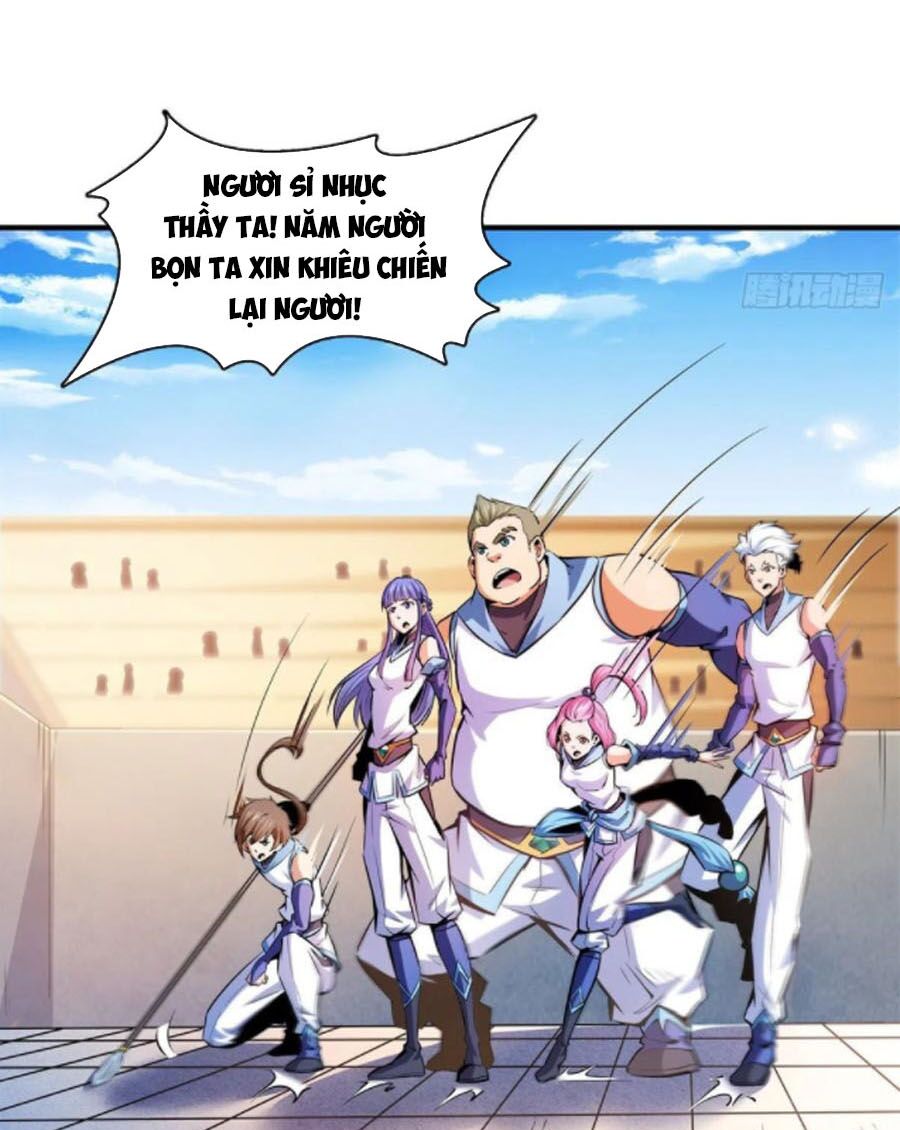 NGƯƠI SỈ NHỤC
THẦY TA! NĂM NGƯỜI
BỌN TA XIN KHIÊU CHIẾN
LẠI NGƯƠI!
腾讯动漫